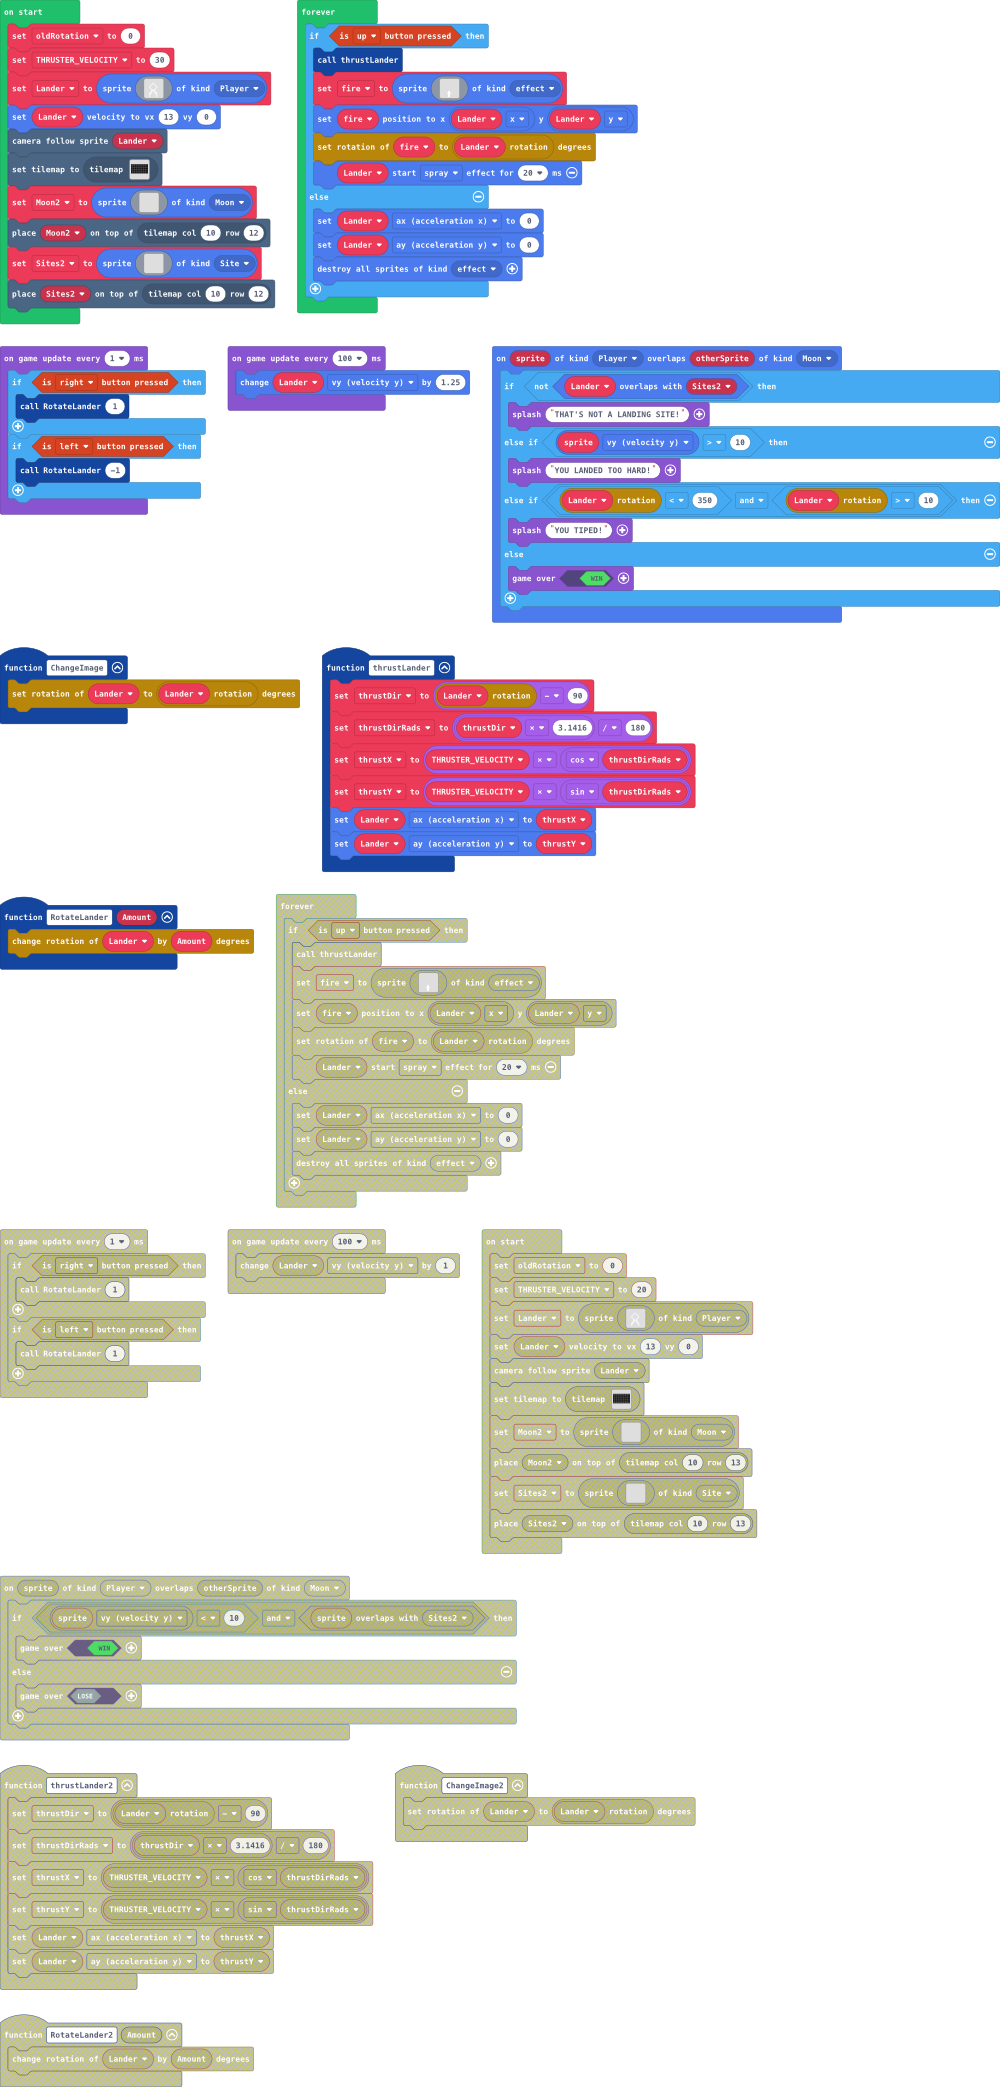 on start
set oldRotation to 0
set THRUSTER_VELOCITY to 30
set Lander to sprite of kind Player
set Lander velocity to vx 13 vy 0
camera follow sprite Lander
set tilemap to tilemap
set Moon2 to sprite of kind Moon
place Moon2 on top of tilemap col 10 row 12
set Sites2 to sprite of kind Site
place Sites2 on top of tilemap col 10 row 12
forever
if is up button pressed then
call thrustLander
set fire to sprite of kind effect
set fire position to x Lander x y Lander y
set rotation of fire to Lander rotation degrees
Lander start spray effect for 20 ms
else
set Lander ax (acceleration x) to 0
set Lander ay (acceleration y) to 0
destroy all sprites of kind effect
on game update every 1 ms
if is right button pressed then
call RotateLander 1
if is left button pressed then
call RotateLander -1
on game update every 100 ms
change Lander vy (velocity y) by 1.25
on sprite of kind Player overlaps otherSprite of kind Moon
if not Lander overlaps with Sites2 then
splash "THAT'S NOT A LANDING SITE!"
else if sprite vy (velocity y) > 10 then
splash "YOU LANDED TOO HARD!"
else if Lander rotation < 350 and Lander rotation > 10 then
splash "YOU TIPED!"
else
game over WIN
function ChangeImage
set rotation of Lander to Lander rotation degrees
function thrustLander
set thrustDir to Lander rotation - 90
set thrustDirRads to thrustDir × 3.1416 / 180
set thrustX to THRUSTER_VELOCITY × cos thrustDirRads
set thrustY to THRUSTER_VELOCITY × sin thrustDirRads
set Lander ax (acceleration x) to thrustX
set Lander ay (acceleration y) to thrustY
function RotateLander Amount
change rotation of Lander by Amount degrees
forever
if is up button pressed then
call thrustLander
set fire to sprite of kind effect
set fire position to x Lander x y Lander y
set rotation of fire to Lander rotation degrees
Lander start spray effect for 20 ms
else
set Lander ax (acceleration x) to 0
set Lander ay (acceleration y) to 0
destroy all sprites of kind effect
on game update every 1 ms
if is right button pressed then
call RotateLander 1
if is left button pressed then
call RotateLander 1
on game update every 100 ms
change Lander vy (velocity y) by 1
on start
set oldRotation to 0
set THRUSTER_VELOCITY to 20
set Lander to sprite of kind Player
set Lander velocity to vx 13 vy 0
camera follow sprite Lander
set tilemap to tilemap
set Moon2 to sprite of kind Moon
place Moon2 on top of tilemap col 10 row 13
set Sites2 to sprite of kind Site
place Sites2 on top of tilemap col 10 row 13
on sprite of kind Player overlaps otherSprite of kind Moon
if sprite vy (velocity y) < 10 and sprite overlaps with Sites2 then
game over WIN
else
game over LOSE
function thrustLander2
set thrustDir to Lander rotation - 90
set thrustDirRads to thrustDir × 3.1416 / 180
set thrustX to THRUSTER_VELOCITY × cos thrustDirRads
set thrustY to THRUSTER_VELOCITY × sin thrustDirRads
set Lander ax (acceleration x) to thrustX
set Lander ay (acceleration y) to thrustY
function ChangeImage2
set rotation of Lander to Lander rotation degrees
function RotateLander2 Amount
change rotation of Lander by Amount degrees